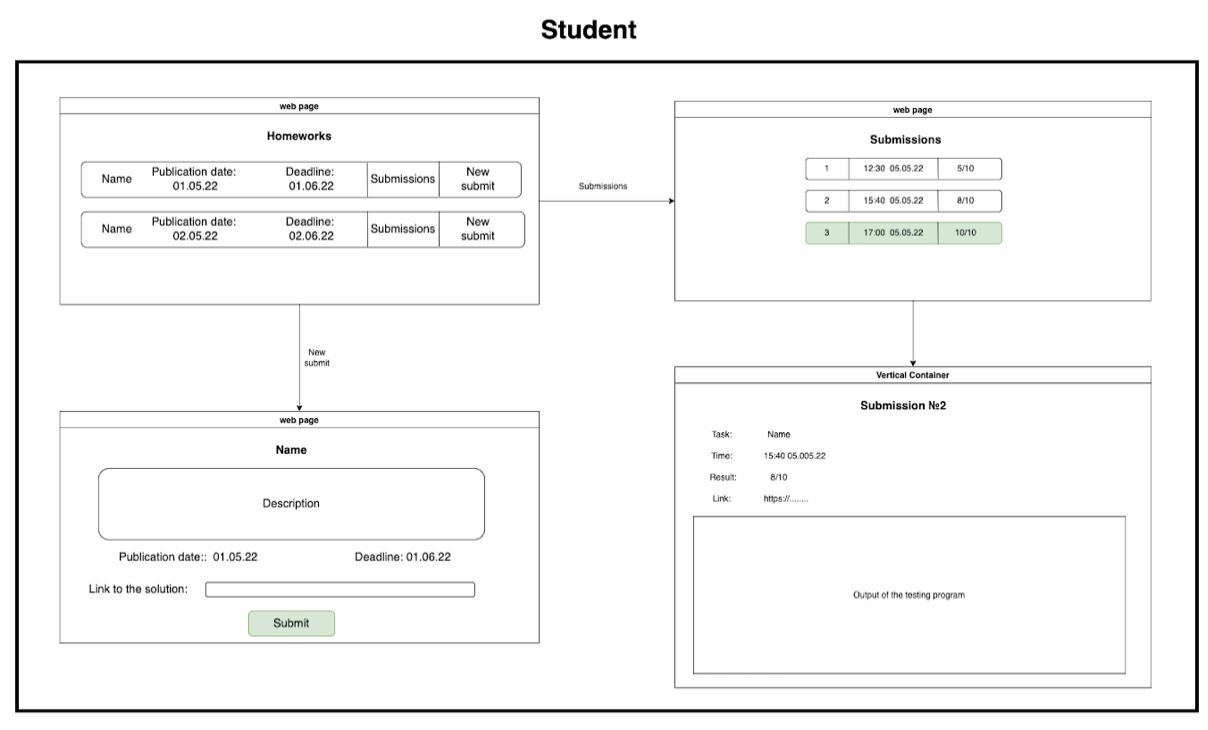 Student
web page
Homeworks
Name
Publication date:
01.05.22
Deadline:
01.06.22
Submissions
New
submit
Name
Publication date:
02.05.22
Deadline:
02.06.22
Submissions
New
submit
Submissions
web page
Submissions
1 12:30 05.05.22 5/10
2 15:40 05.05.22 8/10
3 17:00 05.05.22 10/10
New
submit
web page
Name
Description
Publication date:: 01.05.22 Deadline: 01.06.22
Link to the solution:
Submit
Vertical Container
Submission №2
Task: Name
Time: 15:40 05.005.22
Result: 8/10
Link: https://........
Output of the testing program